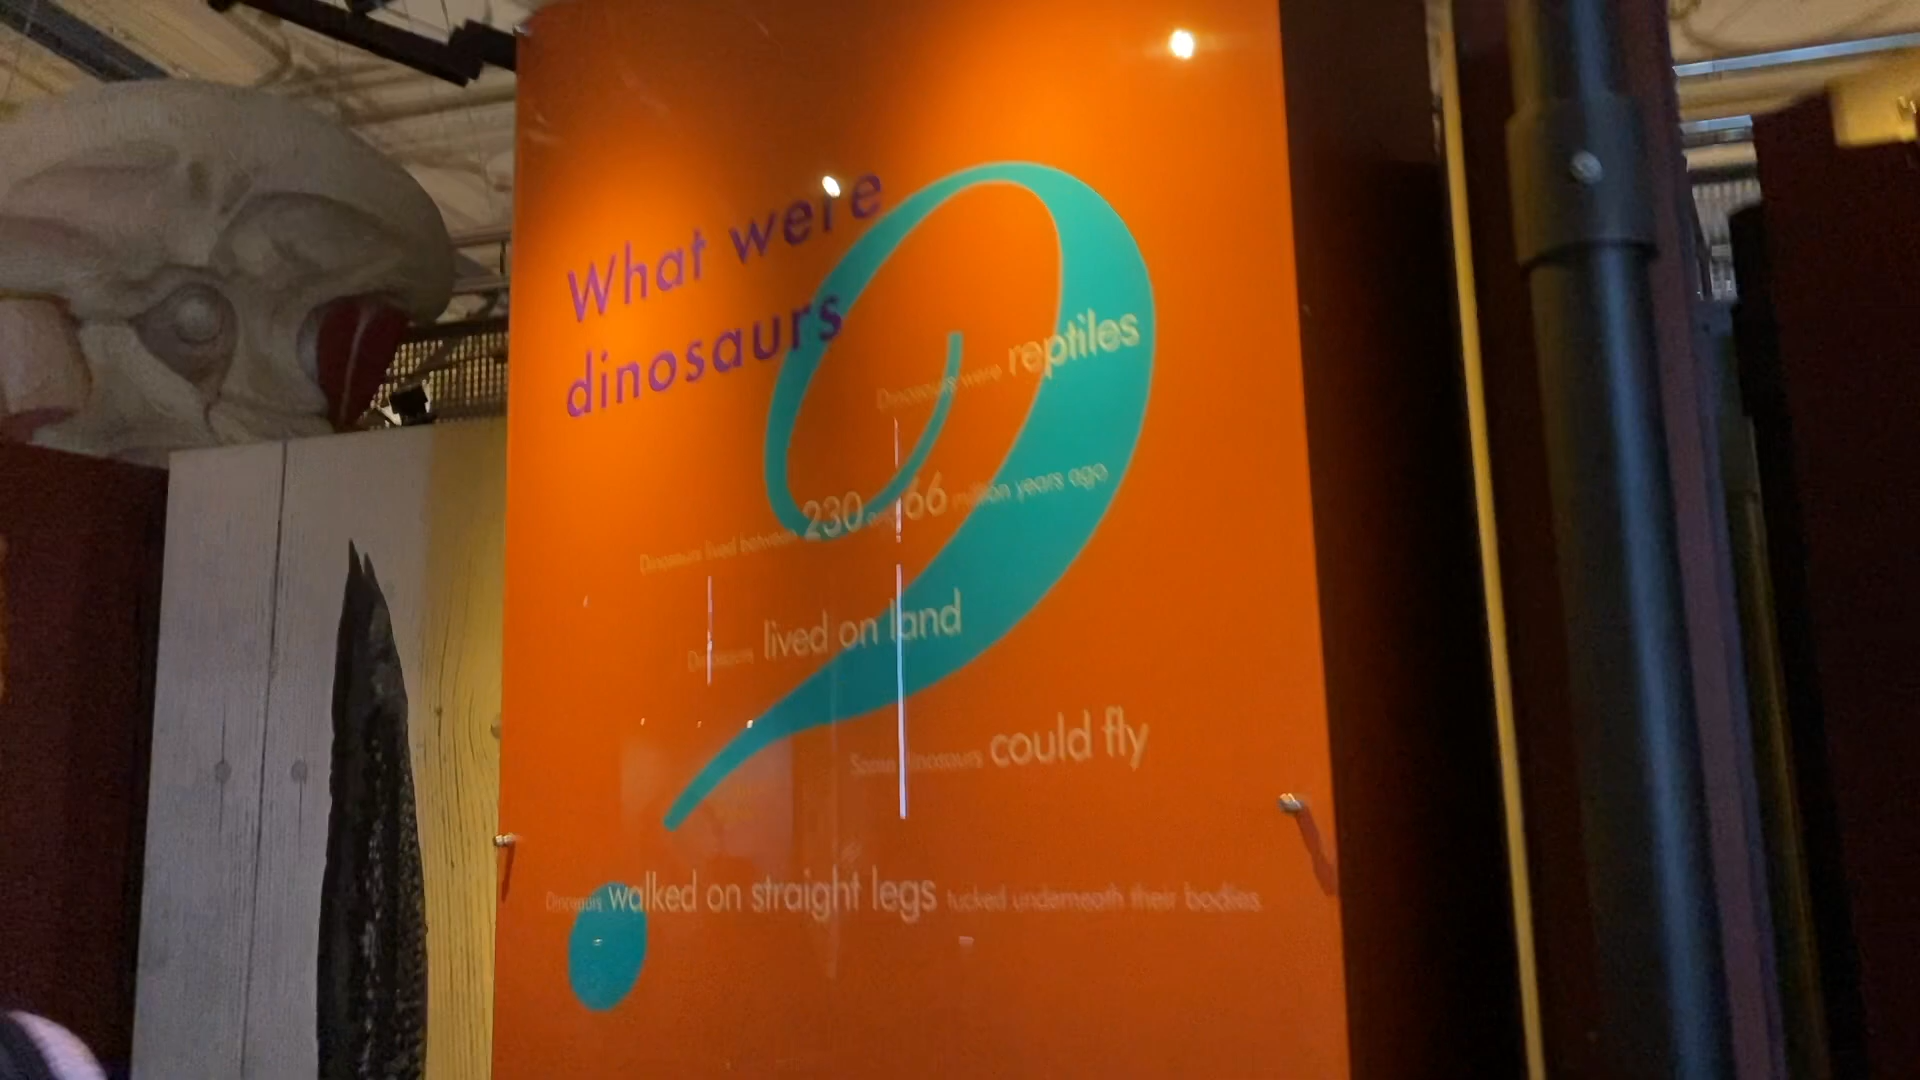 What were
dinosaurs
Dinosaurs were reptiles
Dinosaurs lived between 230 and 66 million years ago
Dinosaurs lived on land
Some dinosaurs could fly
Dinosaurs walked on straight legs tucked underneath their bodies